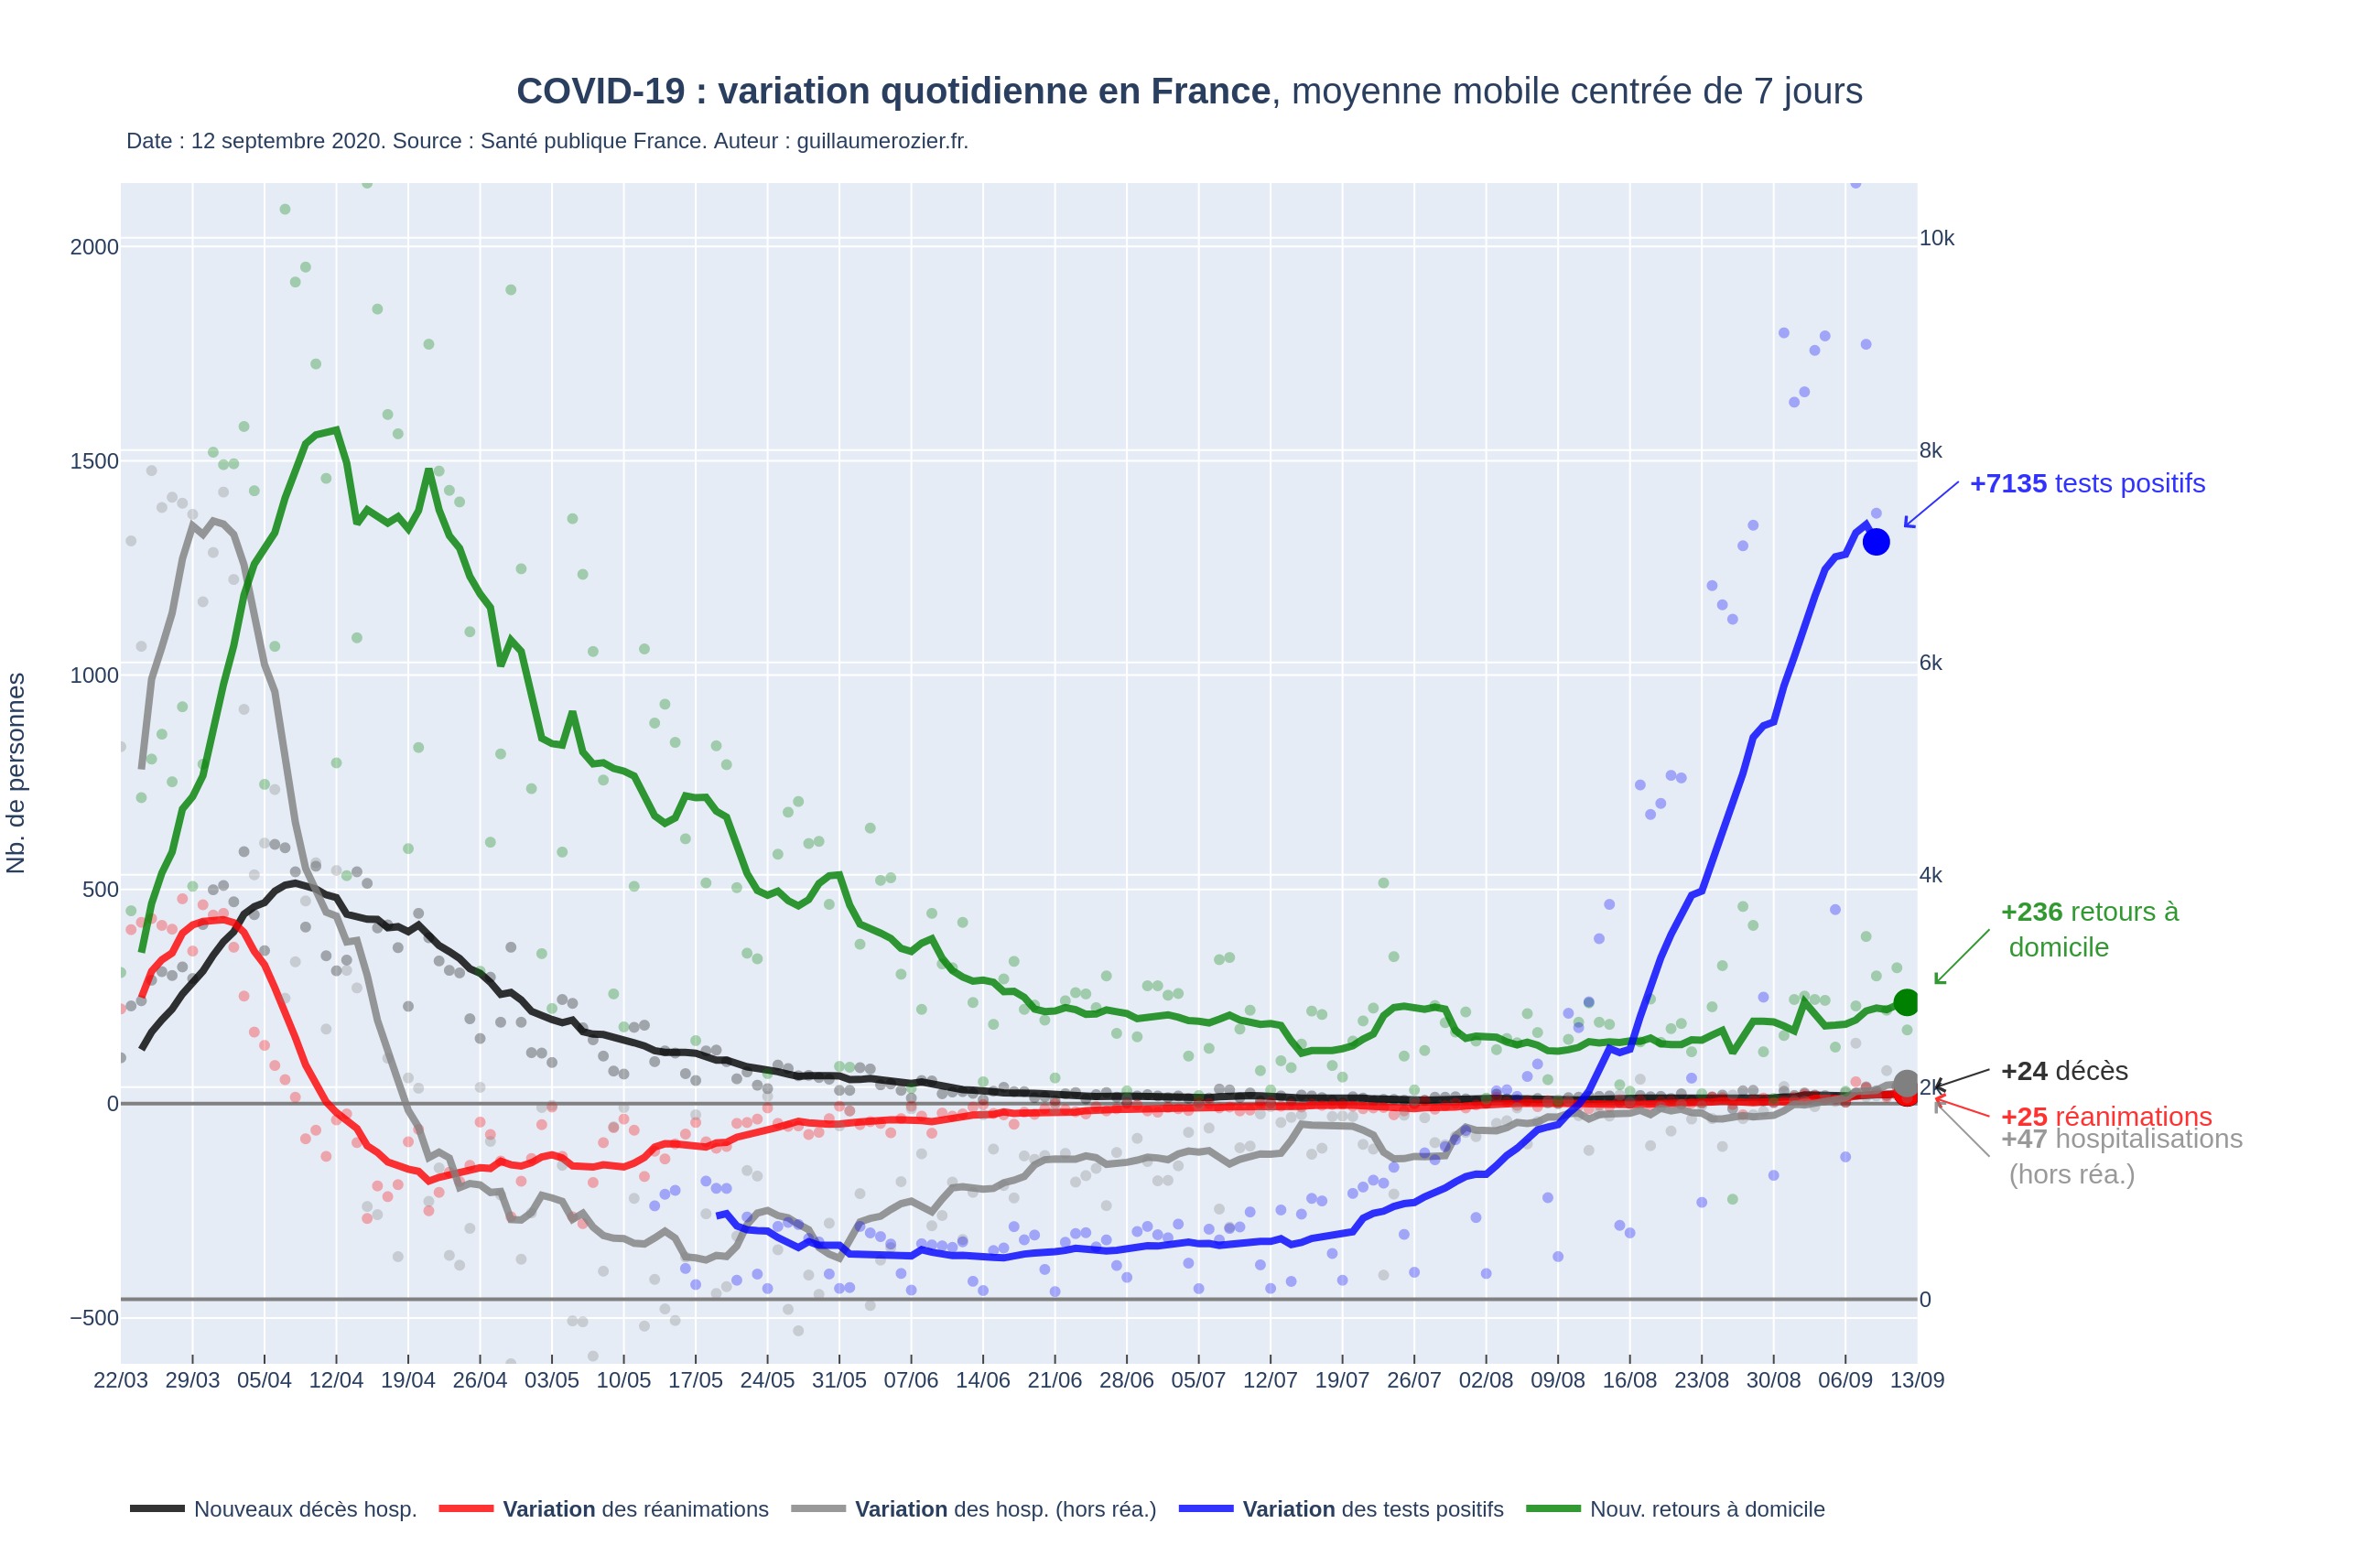 COVID-19 : variation quotidienne en France, moyenne mobile centrée de 7 jours
Date : 12 septembre 2020. Source : Santé publique France. Auteur : guillaumerozier.fr.
Nb. de personnes
2000
1500
1000
500
0
−500
10k
8k
6k
4k
2k
0
+7135 tests positifs
+236 retours à
domicile
+24 décès
+25 réanimations
+47 hospitalisations
(hors réa.)
22/03 29/03 05/04 12/04 19/04 26/04 03/05 10/05 17/05 24/05 31/05 07/06 14/06 21/06 28/06 05/07 12/07 19/07 26/07 02/08 09/08 16/08 23/08 30/08 06/09 13/09
Nouveaux décès hosp. Variation des réanimations Variation des hosp. (hors réa.) Variation des tests positifs Nouv. retours à domicile